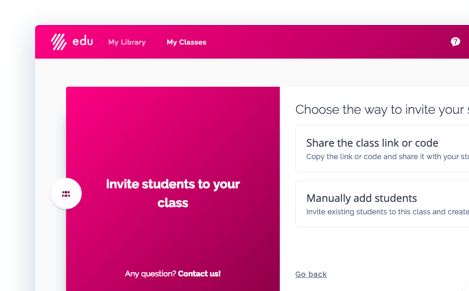 edu My Library My Classes
Invite students to your
class
Any question? Contact us!
Choose the way to invite your
Share the class link or code
Copy the link or code and share it with your
Manually add students
Invite existing students to this class and create
Go back